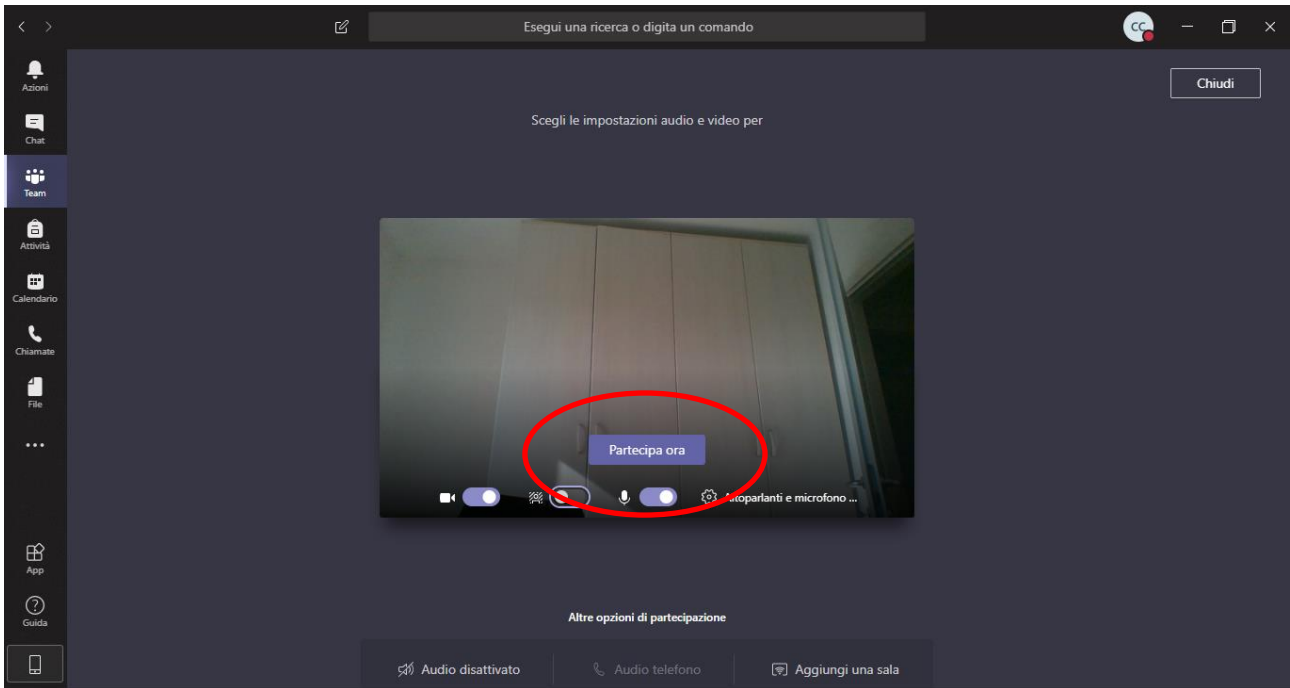 Esegui una ricerca o digita un comando
CC
Azioni
Chat
Team
Attività
Calendario
Chiamate
File
App
Guida
Chiudi
Scegli le impostazioni audio e video per
Partecipa ora
Autoparlanti e microfono ...
Altre opzioni di partecipazione
Audio disattivato
Audio telefono
Aggiungi una sala